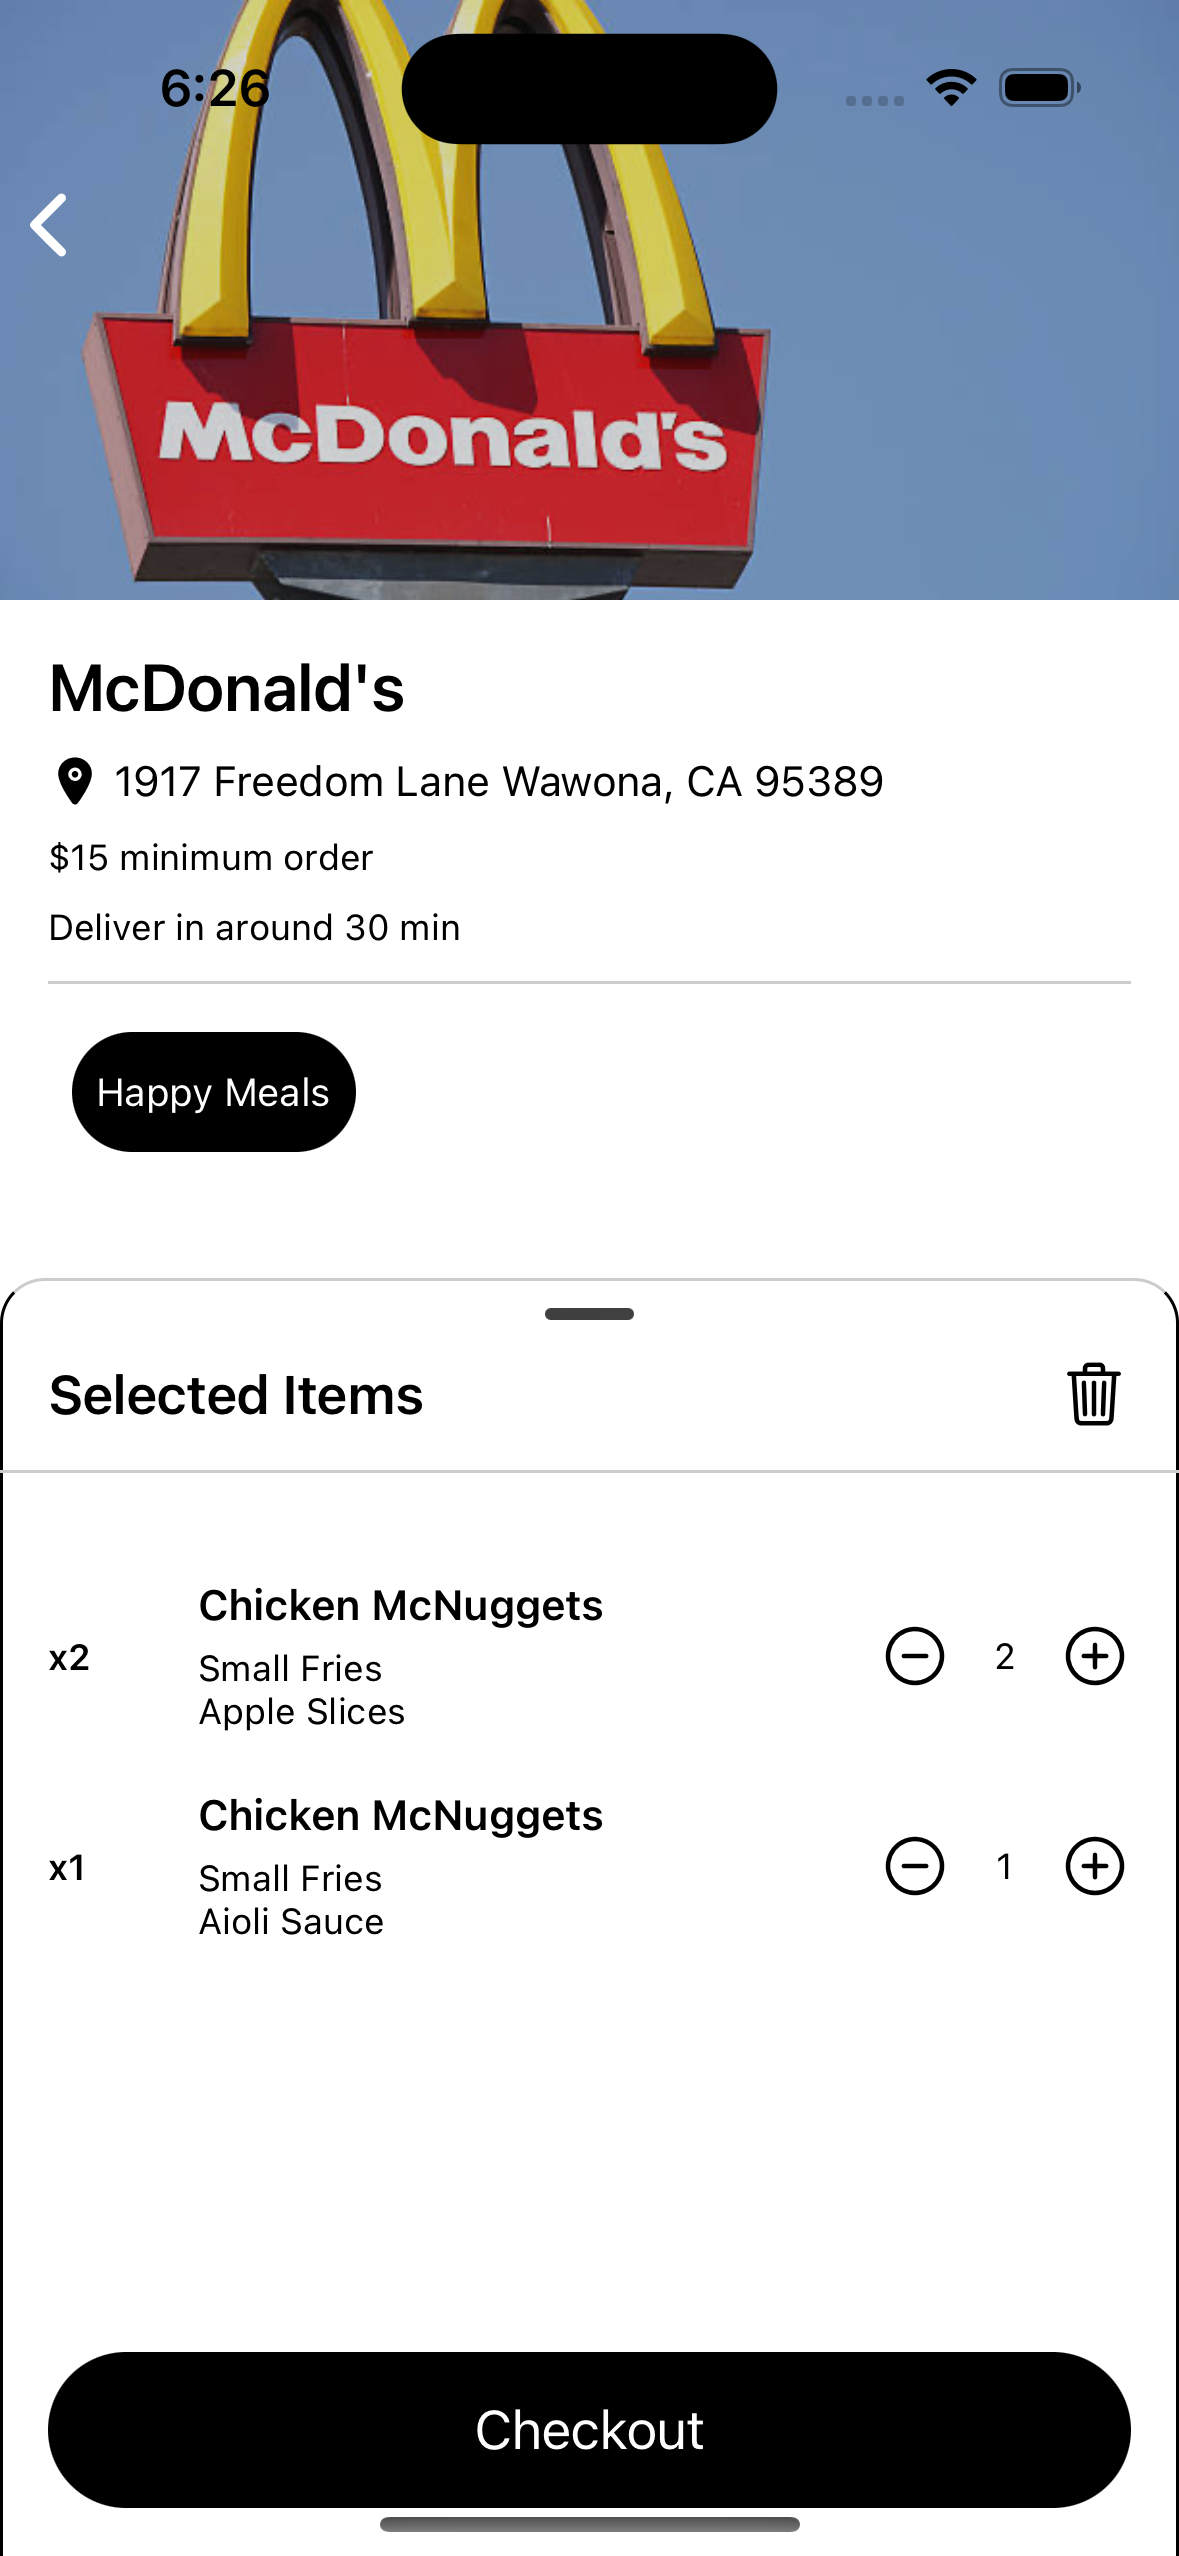 6:26
McDonald's
McDonald's
1917 Freedom Lane Wawona, CA 95389
$15 minimum order
Deliver in around 30 min
Happy Meals
Selected Items
x2
Chicken McNuggets
Small Fries
Apple Slices
2
x1
Chicken McNuggets
Small Fries
Aioli Sauce
1
Checkout